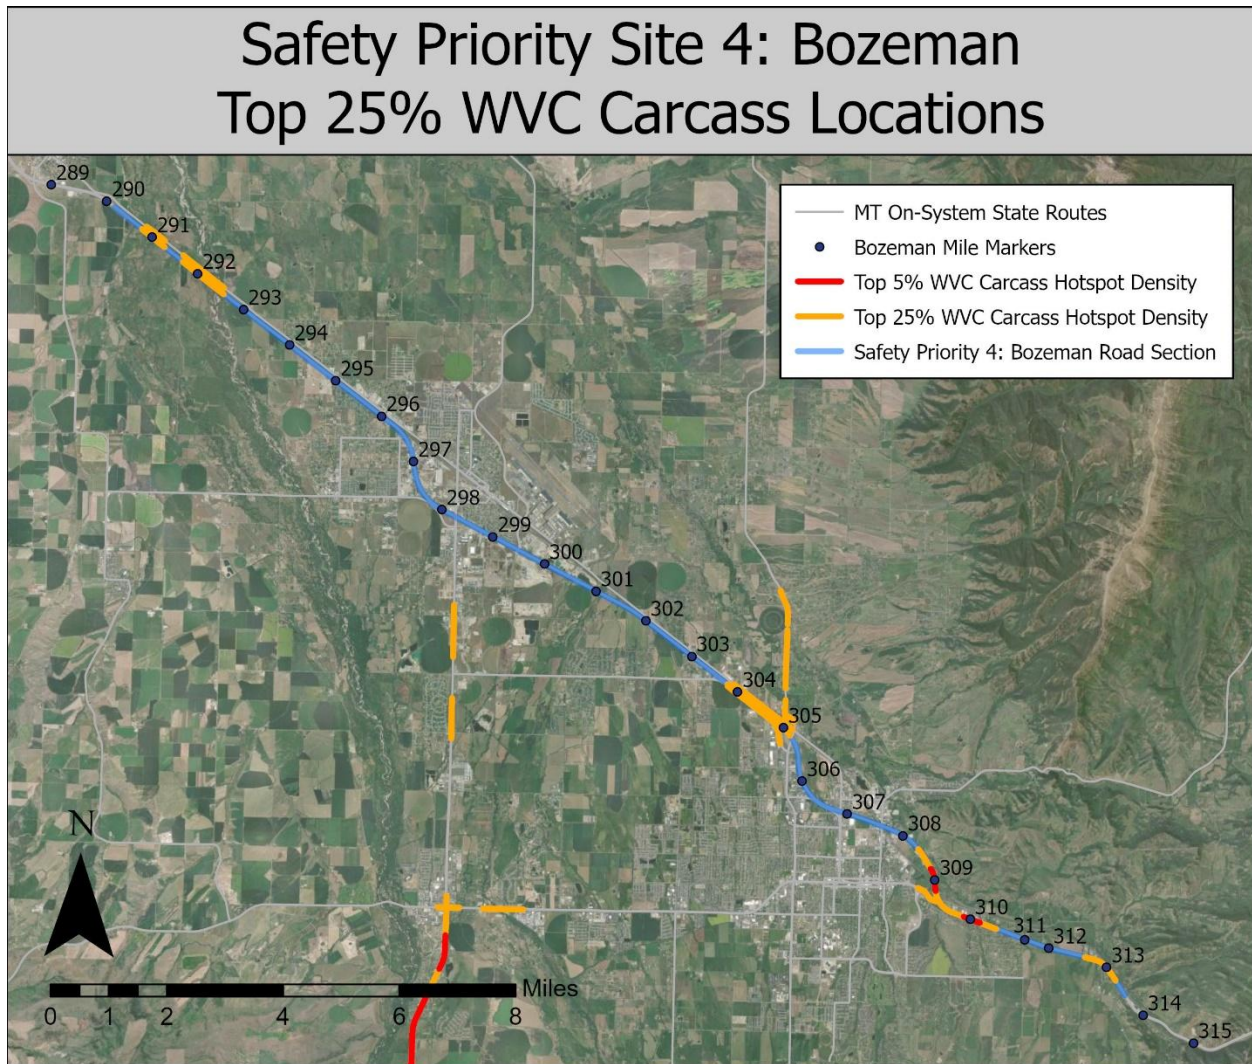 Safety Priority Site 4: Bozeman
Top 25% WVC Carcass Locations
MT On-System State Routes
Bozeman Mile Markers
Top 5% WVC Carcass Hotspot Density
Top 25% WVC Carcass Hotspot Density
Safety Priority 4: Bozeman Road Section
289
290
291
292
293
294
295
296
297
298
299
300
301
302
303
304
305
306
307
308
309
310
311
312
313
314
315
N
Miles
0 1 2 4 6 8